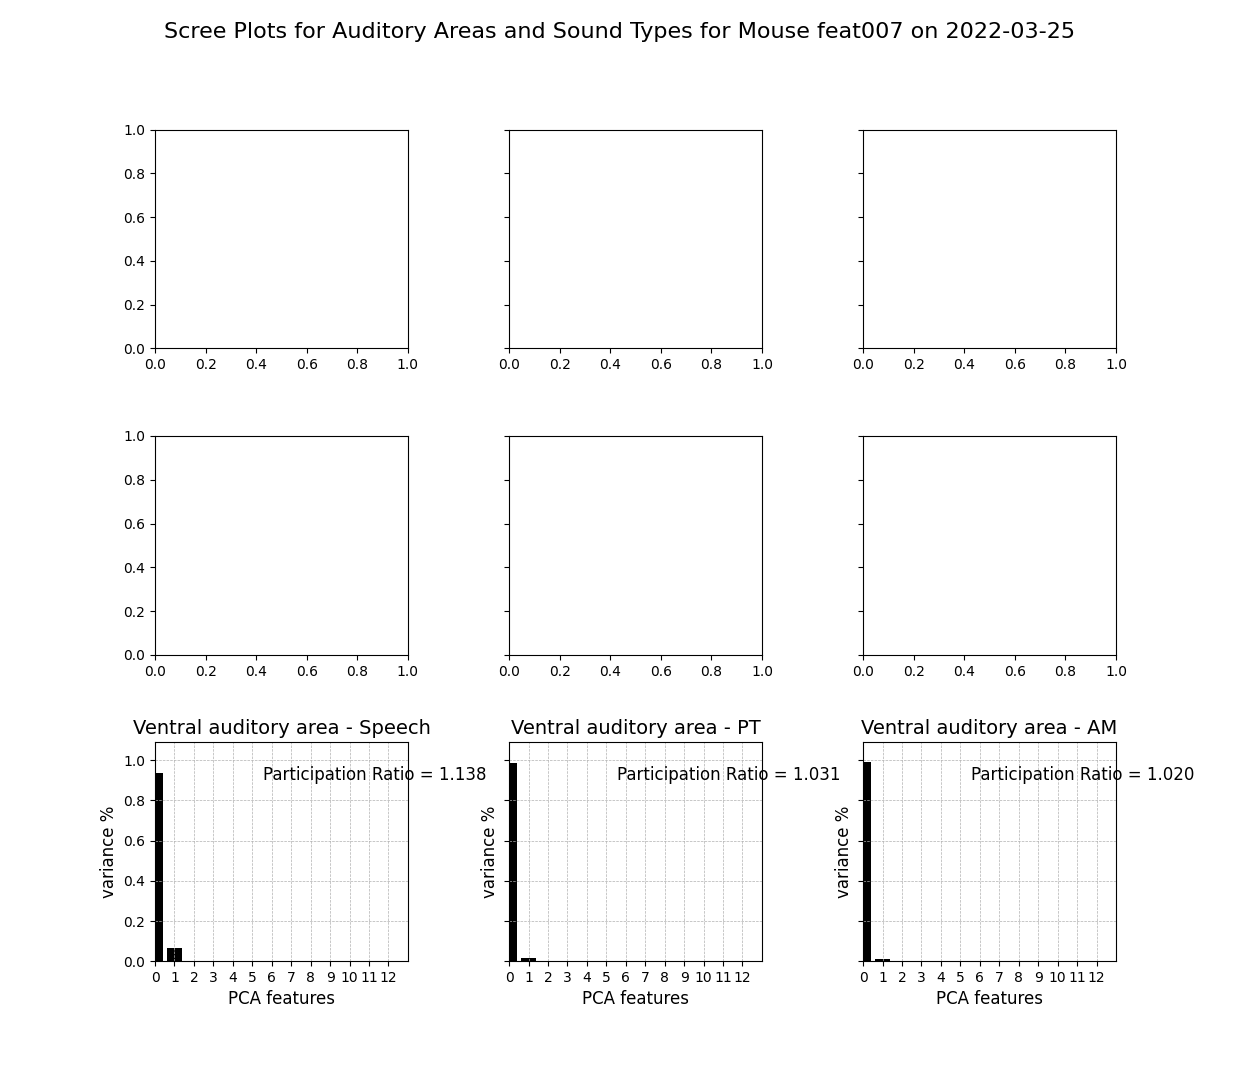 Scree Plots for Auditory Areas and Sound Types for Mouse feat007 on 2022-03-25
1.0
0.8
0.6
0.4
0.2
0.0
0.0 0.2 0.4 0.6 0.8 1.0
0.0 0.2 0.4 0.6 0.8 1.0
0.0 0.2 0.4 0.6 0.8 1.0
1.0
0.8
0.6
0.4
0.2
0.0
0.0 0.2 0.4 0.6 0.8 1.0
0.0 0.2 0.4 0.6 0.8 1.0
0.0 0.2 0.4 0.6 0.8 1.0
Ventral auditory area - Speech
Participation Ratio = 1.138
variance %
1.0
0.8
0.6
0.4
0.2
0.0
0 1 2 3 4 5 6 7 8 9 10 11 12
PCA features
Ventral auditory area - PT
Participation Ratio = 1.031
variance %
0 1 2 3 4 5 6 7 8 9 10 11 12
PCA features
Ventral auditory area - AM
Participation Ratio = 1.020
variance %
0 1 2 3 4 5 6 7 8 9 10 11 12
PCA features